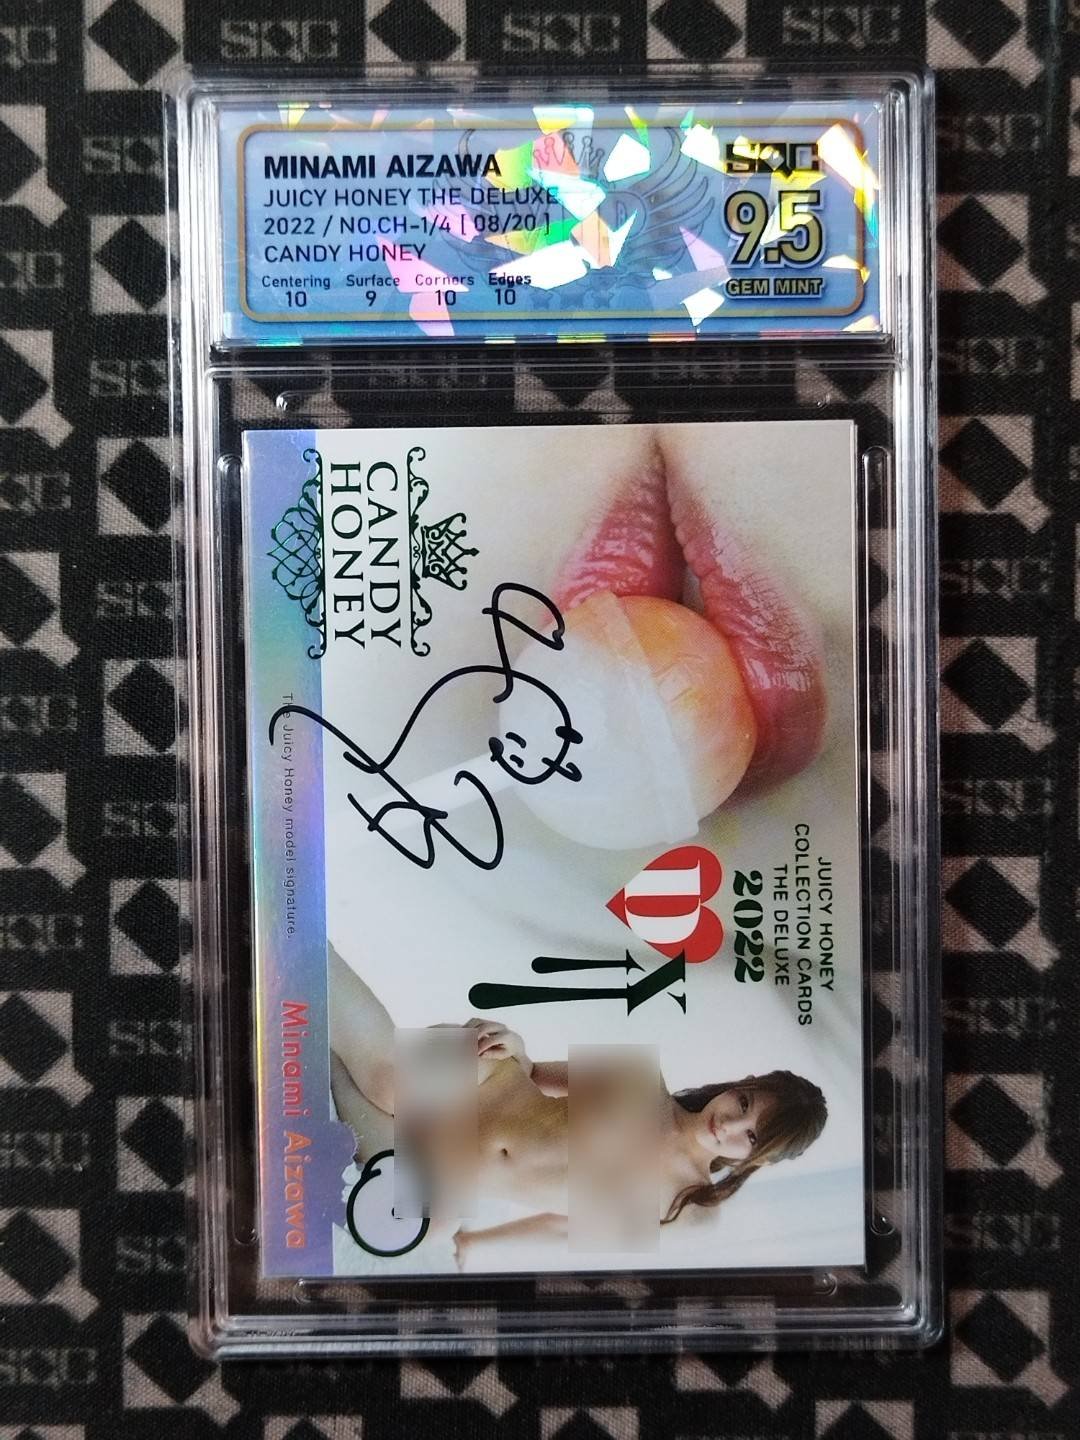 MINAMI AIZAWA
JUICY HONEY THE DELUXE
2022 / NO.CH-1/4 [ 08/20 ]
CANDY HONEY
Centering Surface Corners Edges
10 9 10 10
SQC
9.5
GEM MINT
CANDY
HONEY
JUICY HONEY
COLLECTION CARDS
THE DELUXE
2022
DX
The Juicy Honey model signature.
Minami Aizawa
SQC